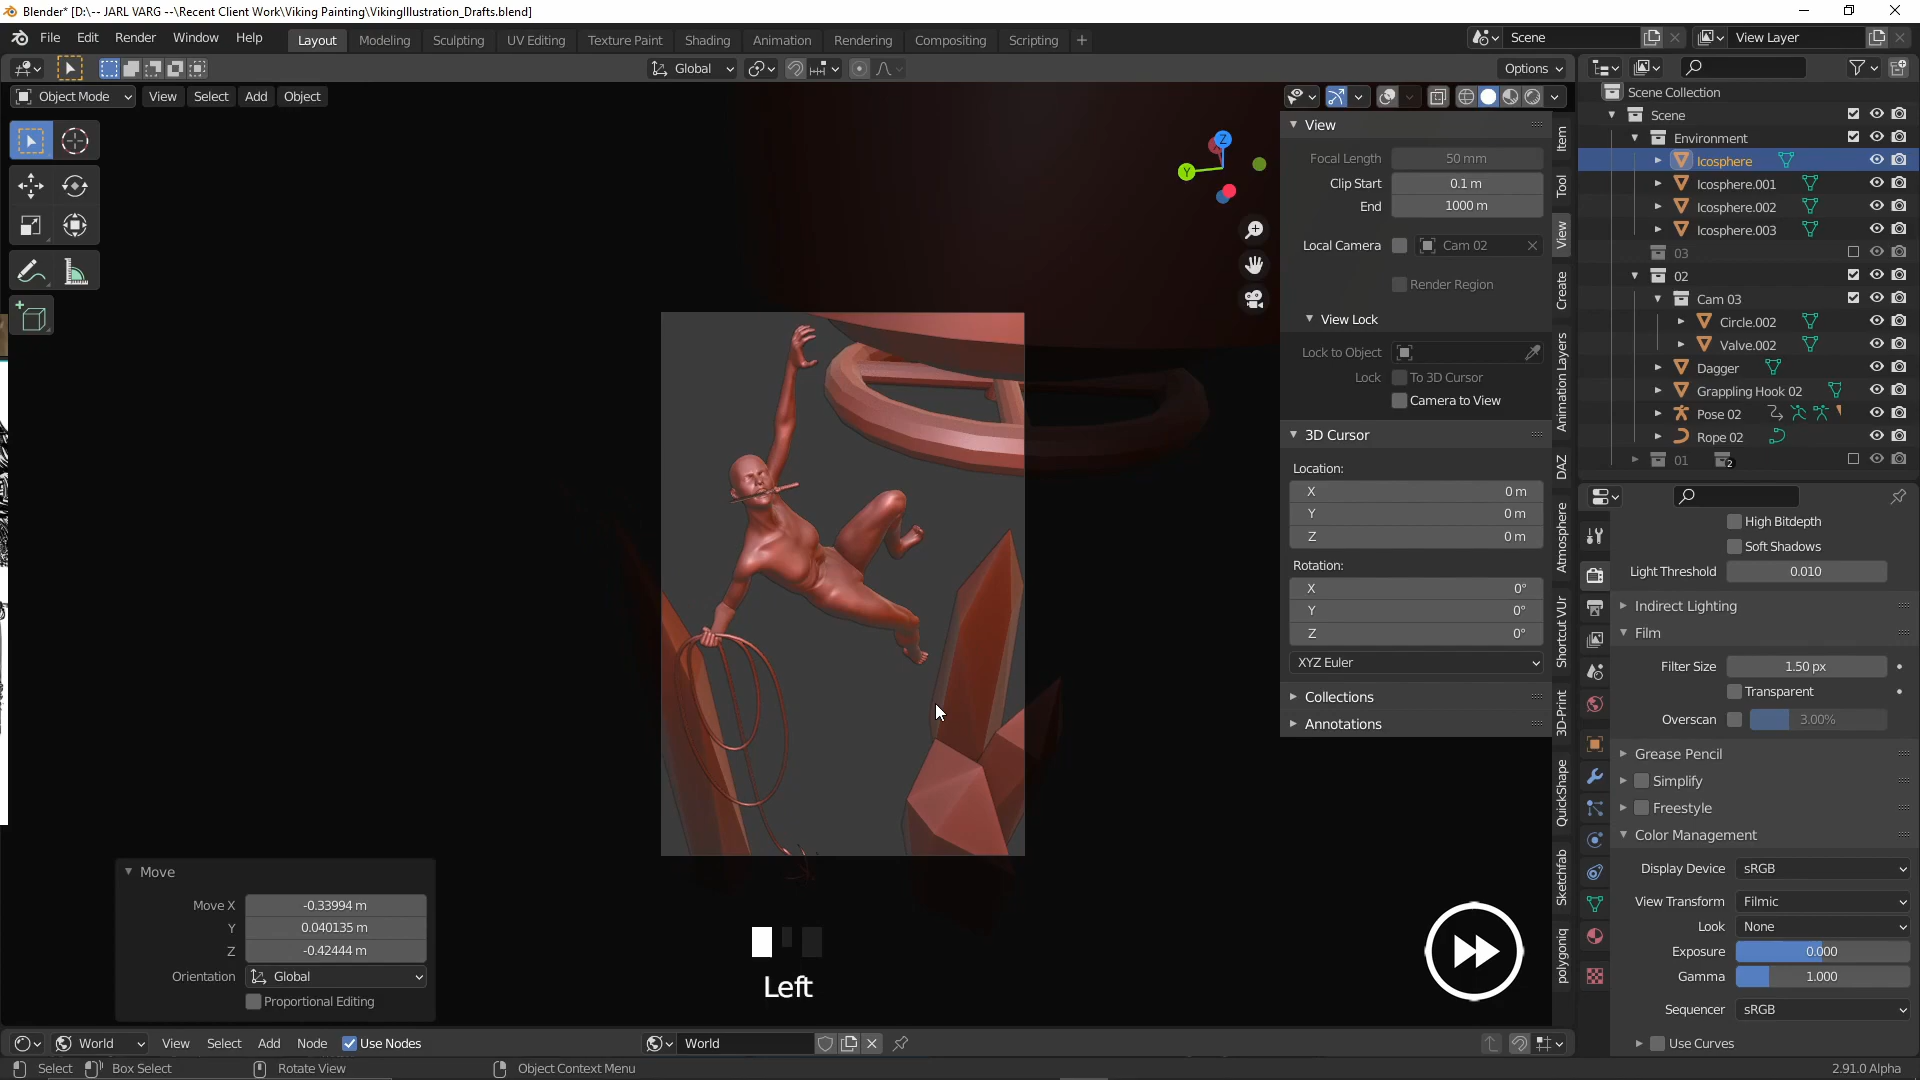 Blender* [D:\-- JARL VARG --\Recent Client Work\Viking Painting\VikingIllustration_Drafts.blend]
File Edit Render Window Help Layout Modeling Sculpting UV Editing Texture Paint Shading Animation Rendering Compositing Scripting + Scene View Layer
Global Options
Object Mode View Select Add Object
Scene Collection
Scene
Environment
Icosphere
Icosphere.001
Icosphere.002
Icosphere.003
03
02
Cam 03
Circle.002
Valve.002
Dagger
Grappling Hook 02
Pose 02
Rope 02
01 2
Z
Y
View
Focal Length 50 mm
Clip Start 0.1 m
End 1000 m
Local Camera Cam 02
Render Region
View Lock
Lock to Object
Lock To 3D Cursor
Camera to View
3D Cursor
Location:
X 0 m
Y 0 m
Z 0 m
Rotation:
X 0°
Y 0°
Z 0°
XYZ Euler
Collections
Annotations
Item
Tool
View
Create
Animation Layers
DAZ
Atmosphere
Shortcut VUr
3D-Print
QuickShape
Sketchfab
polygoniq
High Bitdepth
Soft Shadows
Light Threshold 0.010
Indirect Lighting
Film
Filter Size 1.50 px
Transparent
Overscan 3.00%
Grease Pencil
Simplify
Freestyle
Color Management
Display Device sRGB
View Transform Filmic
Look None
Exposure 0.000
Gamma 1.000
Sequencer sRGB
Use Curves
Move
Move X -0.33994 m
Y 0.040135 m
Z -0.42444 m
Orientation Global
Proportional Editing
Left
World View Select Add Node Use Nodes World
Select Box Select Rotate View Object Context Menu 2.91.0 Alpha